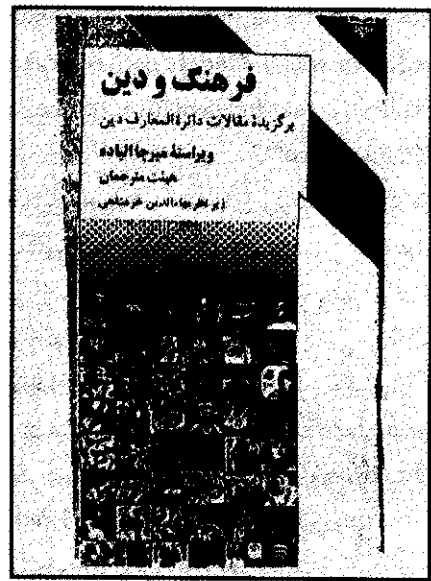 فرهنگ و دین
برگزیدهٔ مقالات دائرةالمعارف دین
ویراستهٔ میرچا الیاده
هیئت مترجمان
زیر نظر بهاءالدین خرمشاهی